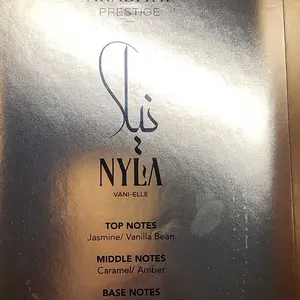 PRESTIGE
نيلا
NYLA
VANI-ELLE
TOP NOTES
Jasmine/ Vanilla Bean
MIDDLE NOTES
Caramel/ Amber
BASE NOTES